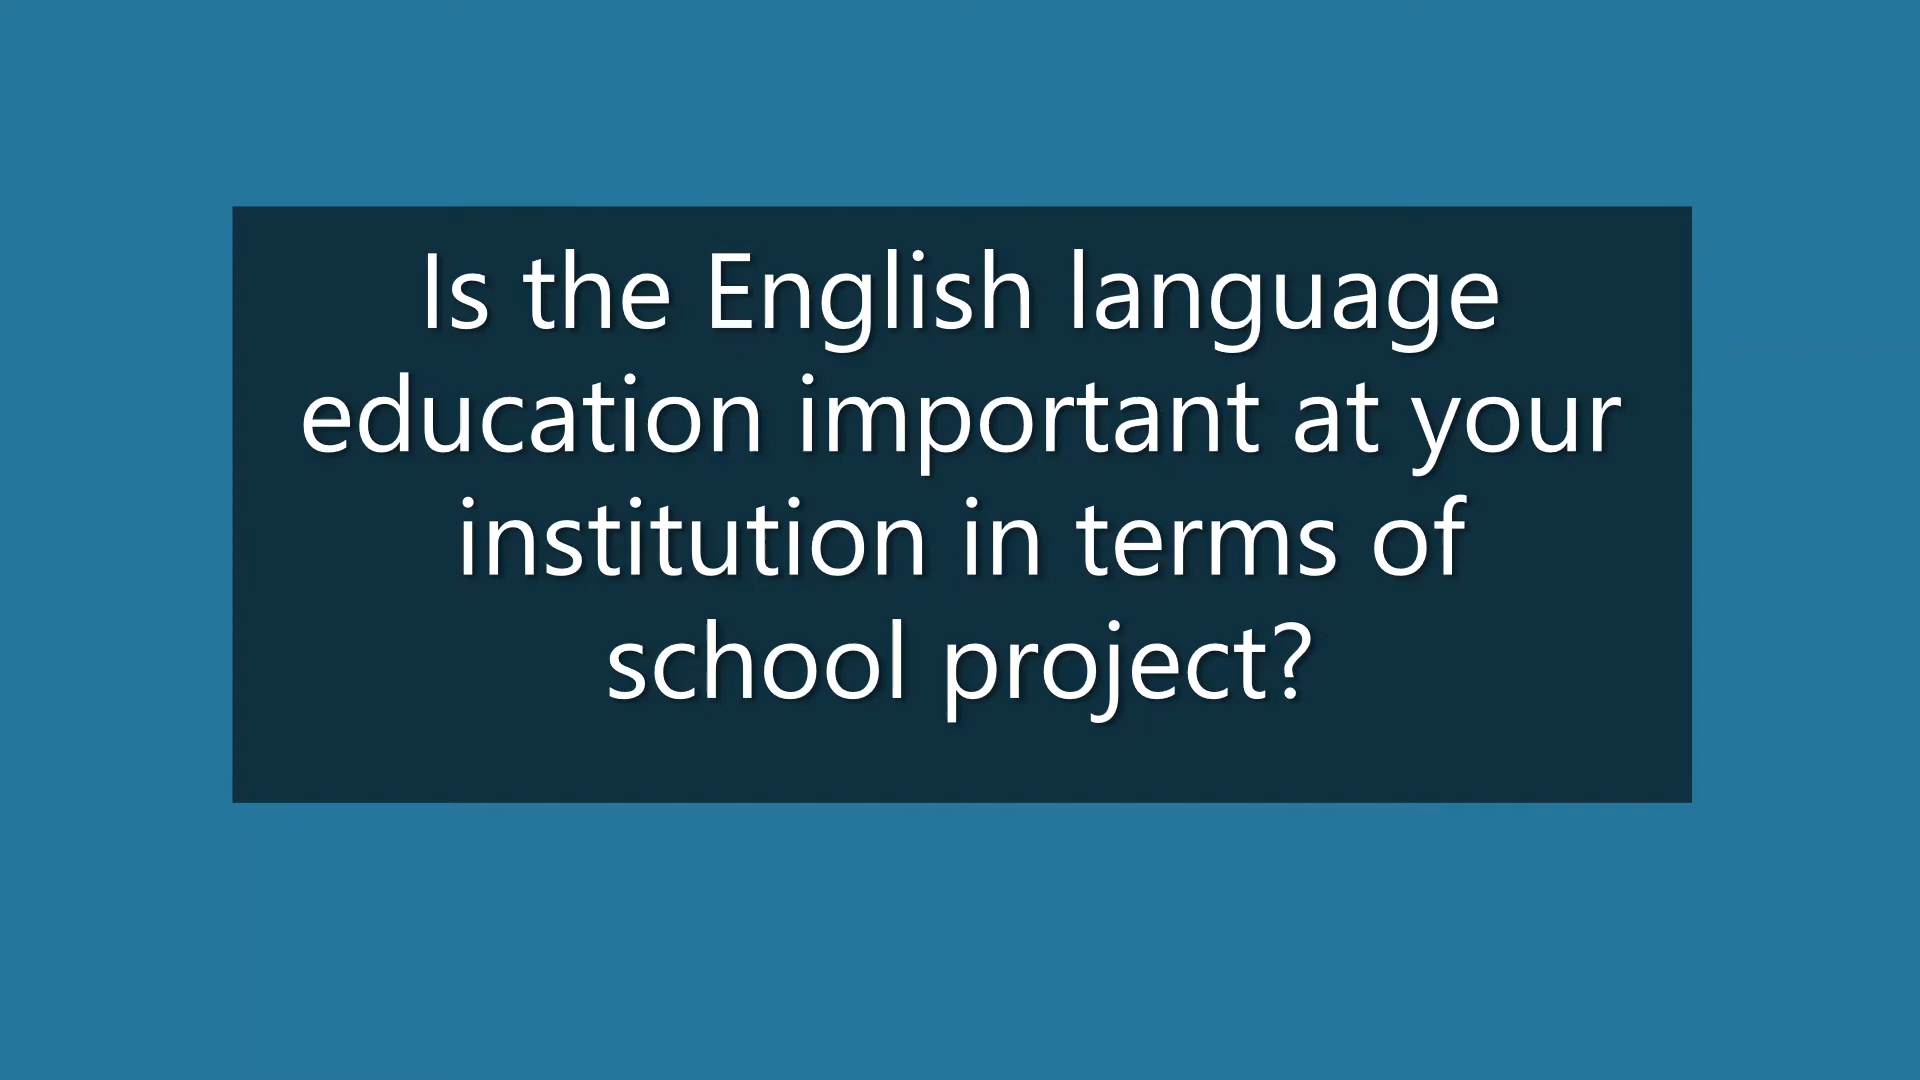 Is the English language
education important at your
institution in terms of
school project?